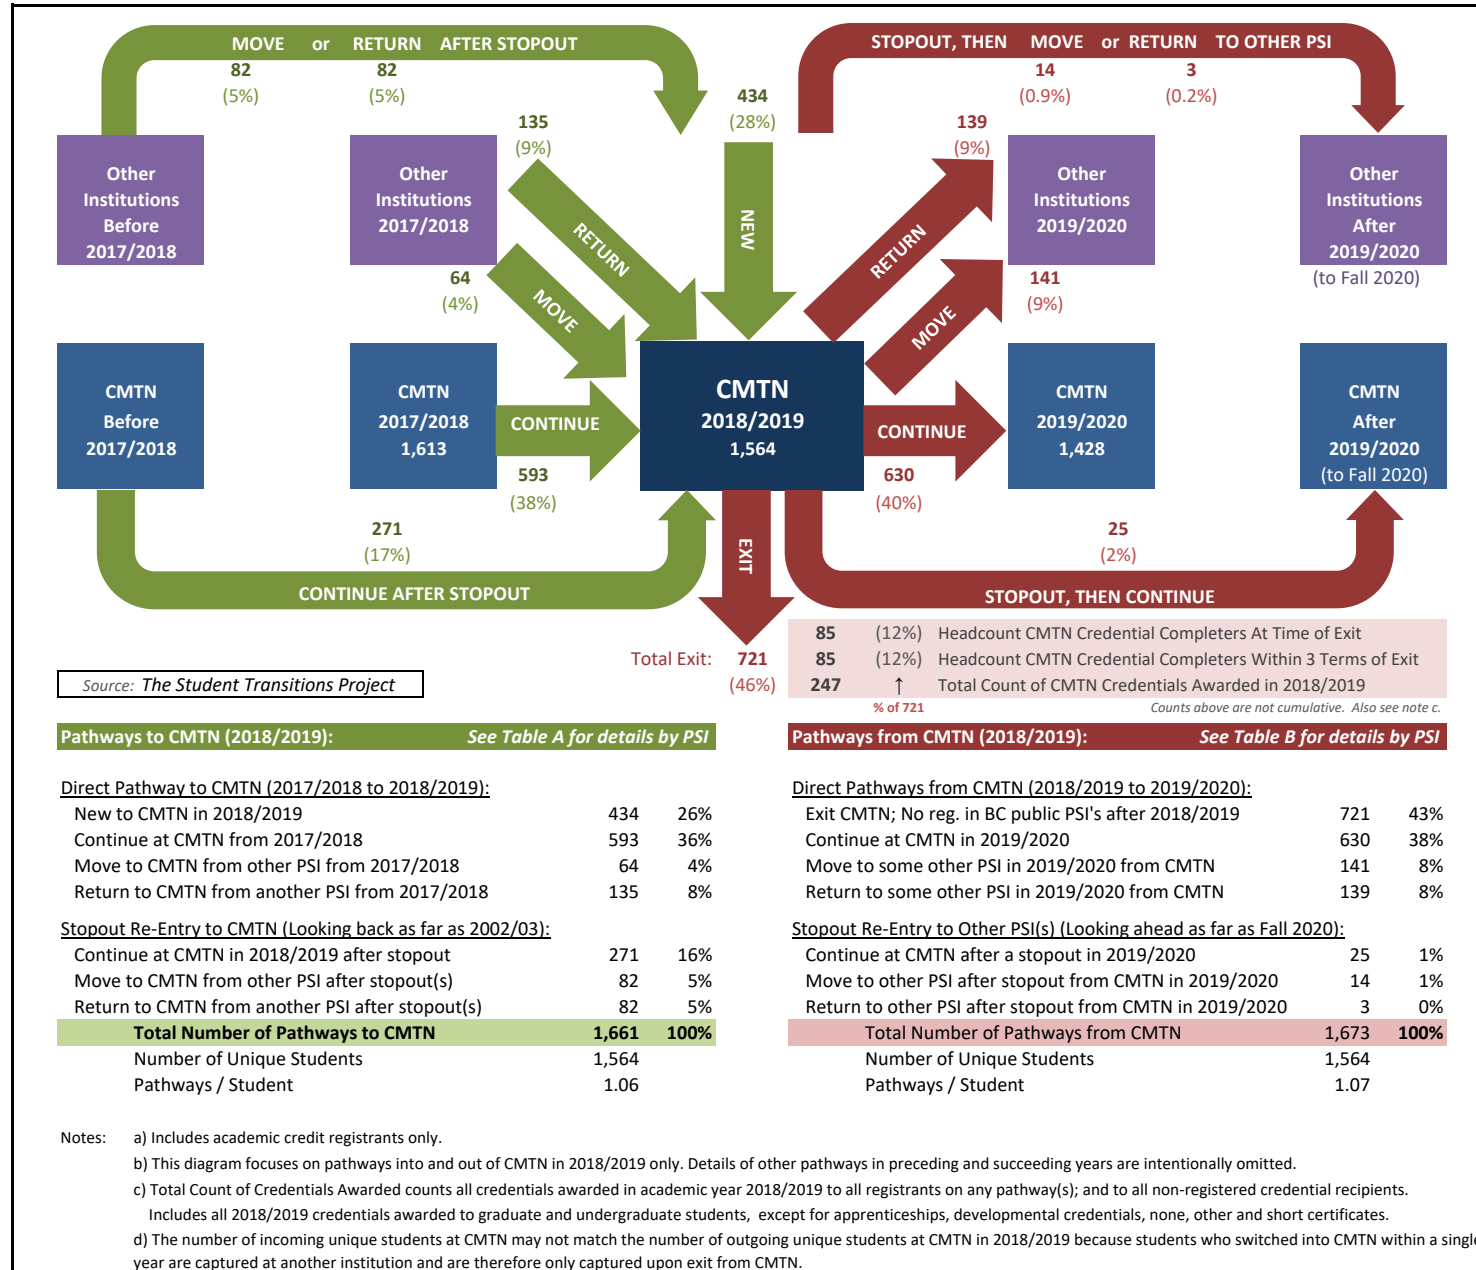 MOVE or RETURN AFTER STOPOUT
82 82
(5%) (5%)
STOPOUT, THEN MOVE or RETURN TO OTHER PSI
14 3
(0.9%) (0.2%)
434
(28%)
135
(9%)
139
(9%)
Other
Institutions
Before
2017/2018
Other
Institutions
2017/2018
RETURN
NEW
RETURN
Other
Institutions
2019/2020
Other
Institutions
After
2019/2020
(to Fall 2020)
64
(4%)
MOVE
MOVE
141
(9%)
CMTN
Before
2017/2018
CMTN
2017/2018
1,613
CONTINUE
593
(38%)
CMTN
2018/2019
1,564
CONTINUE
630
(40%)
CMTN
2019/2020
1,428
CMTN
After
2019/2020
(to Fall 2020)
271
(17%)
CONTINUE AFTER STOPOUT
EXIT
25
(2%)
STOPOUT, THEN CONTINUE
Total Exit: 721
(46%)
85 (12%) Headcount CMTN Credential Completers At Time of Exit
85 (12%) Headcount CMTN Credential Completers Within 3 Terms of Exit
247 ↑ Total Count of CMTN Credentials Awarded in 2018/2019
% of 721 Counts above are not cumulative. Also see note c.
Source: The Student Transitions Project
Pathways to CMTN (2018/2019): See Table A for details by PSI
Direct Pathway to CMTN (2017/2018 to 2018/2019):
New to CMTN in 2018/2019 434 26%
Continue at CMTN from 2017/2018 593 36%
Move to CMTN from other PSI from 2017/2018 64 4%
Return to CMTN from another PSI from 2017/2018 135 8%
Stopout Re-Entry to CMTN (Looking back as far as 2002/03):
Continue at CMTN in 2018/2019 after stopout 271 16%
Move to CMTN from other PSI after stopout(s) 82 5%
Return to CMTN from another PSI after stopout(s) 82 5%
Total Number of Pathways to CMTN 1,661 100%
Number of Unique Students 1,564
Pathways / Student 1.06
Pathways from CMTN (2018/2019): See Table B for details by PSI
Direct Pathways from CMTN (2018/2019 to 2019/2020):
Exit CMTN; No reg. in BC public PSI's after 2018/2019 721 43%
Continue at CMTN in 2019/2020 630 38%
Move to some other PSI in 2019/2020 from CMTN 141 8%
Return to some other PSI in 2019/2020 from CMTN 139 8%
Stopout Re-Entry to Other PSI(s) (Looking ahead as far as Fall 2020):
Continue at CMTN after a stopout in 2019/2020 25 1%
Move to other PSI after stopout from CMTN in 2019/2020 14 1%
Return to other PSI after stopout from CMTN in 2019/2020 3 0%
Total Number of Pathways from CMTN 1,673 100%
Number of Unique Students 1,564
Pathways / Student 1.07
Notes: a) Includes academic credit registrants only.
b) This diagram focuses on pathways into and out of CMTN in 2018/2019 only. Details of other pathways in preceding and succeeding years are intentionally omitted.
c) Total Count of Credentials Awarded counts all credentials awarded in academic year 2018/2019 to all registrants on any pathway(s); and to all non-registered credential recipients.
Includes all 2018/2019 credentials awarded to graduate and undergraduate students, except for apprenticeships, developmental credentials, none, other and short certificates.
d) The number of incoming unique students at CMTN may not match the number of outgoing unique students at CMTN in 2018/2019 because students who switched into CMTN within a single
year are captured at another institution and are therefore only captured upon exit from CMTN.